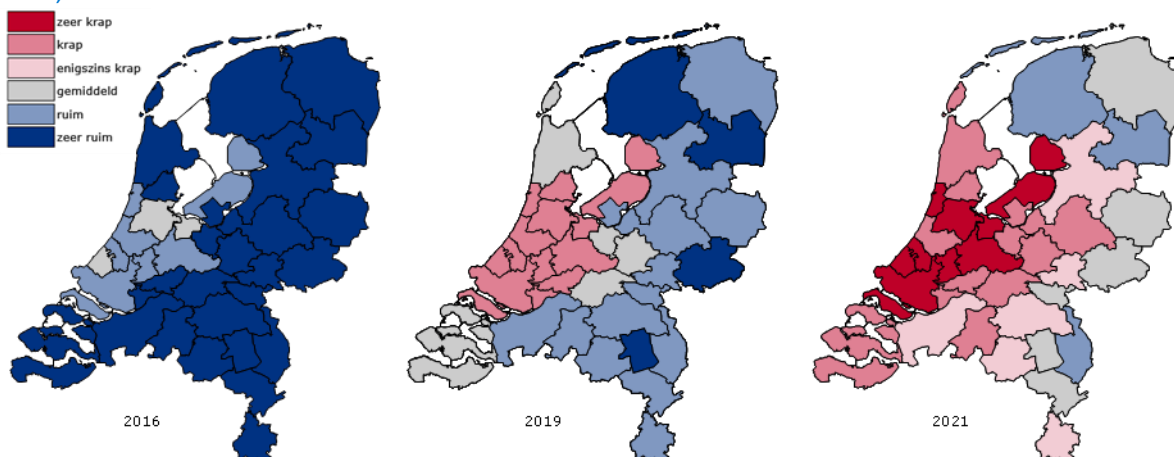 zeer krap
krap
enigszins krap
gemiddeld
ruim
zeer ruim
2016
2019
2021